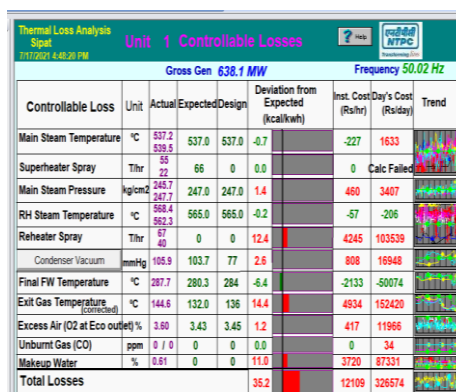 Thermal Loss Analysis
Sipat
7/17/2021 4:48:20 PM
Unit 1 Controllable Losses
? Help
एनटीपीसी
NTPC
Gross Gen 638.1 MW
Frequency 50.02 Hz
Controllable Loss Unit Actual Expected Design Deviation from Expected (kcal/kwh) Inst. Cost (Rs/hr) Day's Cost (Rs/day) Trend
Main Steam Temperature ºC 537.2 539.5 537.0 537.0 -0.7 -227 1633
Superheater Spray T/hr 55 22 66 0 0.0 0 Calc Failed
Main Steam Pressure kg/cm2 245.7 247.7 247.0 247.0 1.4 460 3407
RH Steam Temperature ºC 568.4 562.3 565.0 565.0 -0.2 -57 -206
Reheater Spray T/hr 67 40 0 0 12.4 4245 103539
Condenser Vacuum mmHg 105.9 103.7 77 2.6 808 16948
Final FW Temperature ºC 287.7 280.3 284 -6.4 -2133 -50074
Exit Gas Temperature (corrected) ºC 144.6 132.0 136 14.4 4934 152420
Excess Air (O2 at Eco outlet) % 3.60 3.43 3.45 1.2 417 11966
Unburnt Gas (CO) ppm 0 / 0 0 0 0.0 0 34
Makeup Water % 0.61 0 0 11.0 3720 87331
Total Losses 35.2 12109 326574